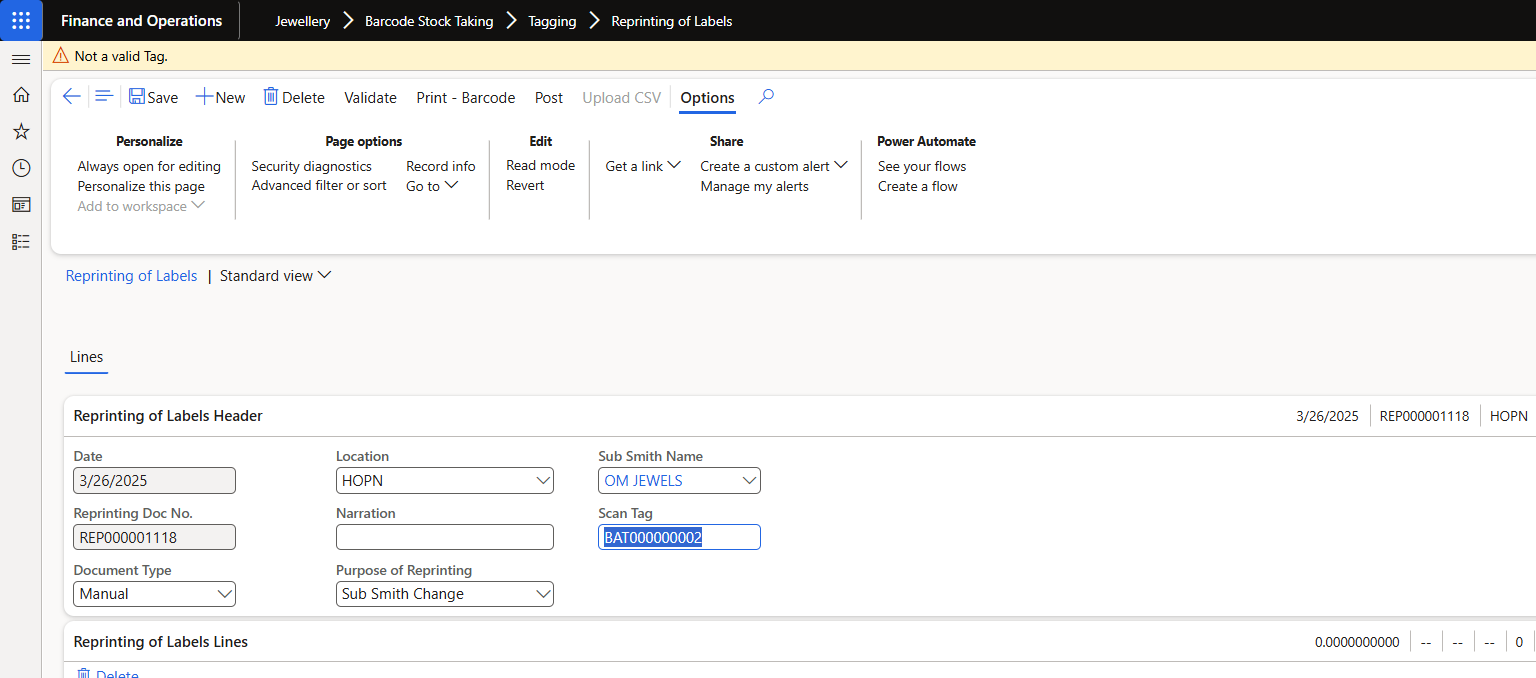 Finance and Operations Jewellery Barcode Stock Taking Tagging Reprinting of Labels
Not a valid Tag.
Save New Delete Validate Print - Barcode Post Upload CSV Options
Personalize Page options Edit Share Power Automate
Always open for editing Security diagnostics Record info Read mode Get a link Create a custom alert See your flows
Personalize this page Advanced filter or sort Go to Revert Manage my alerts Create a flow
Add to workspace
Reprinting of Labels | Standard view
Lines
Reprinting of Labels Header 3/26/2025 REP000001118 HOPN
Date Location Sub Smith Name
3/26/2025 HOPN OM JEWELS
Reprinting Doc No. Narration Scan Tag
REP000001118 BAT000000002
Document Type Purpose of Reprinting
Manual Sub Smith Change
Reprinting of Labels Lines 0.0000000000 -- -- -- 0
Delete